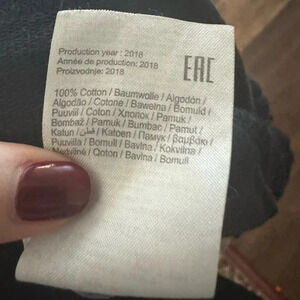 Production year : 2018
Année de production: 2018
Proizvodnje: 2018
EAC
100% Cotton / Baumwolle / Algodón /
Algodão / Cotone / Bawełna / Bomuld /
Puuvill / Coton / Хлопок / Pamuk /
Bombaž / Pamuk / Bumbac / Pamut /
Katun / قطن / Katoen / Памук / Βαμβάκι /
Puuvilla / Bomull / Bavlna / Kokvilna /
Medvilnė / Qoton / Bavlna / Bomull